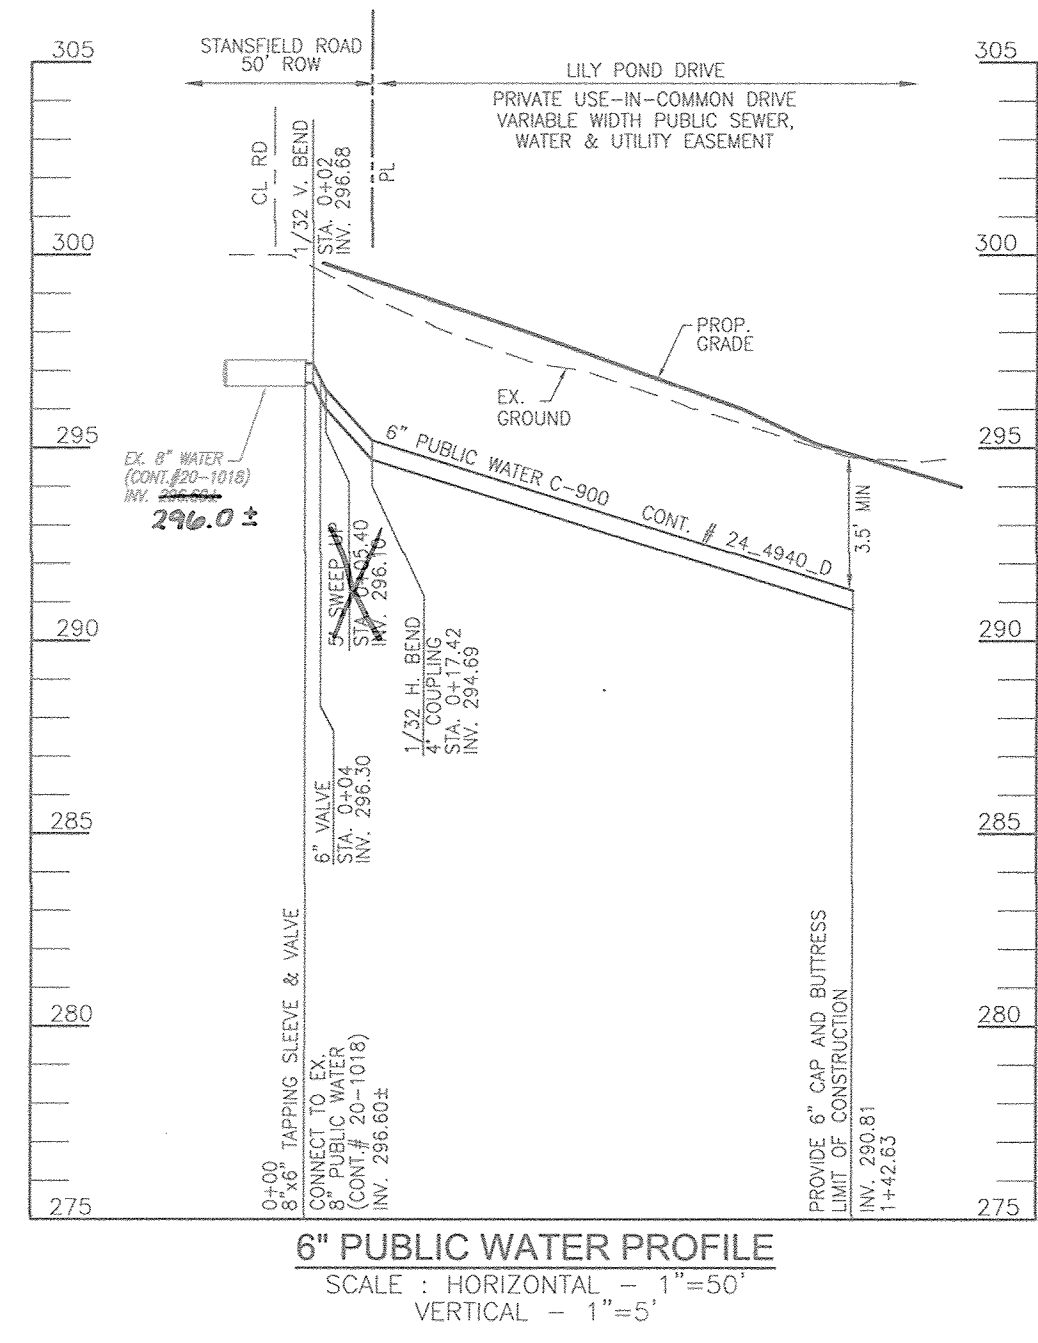 305
305
STANSFIELD ROAD
50' ROW
LILY POND DRIVE
PRIVATE USE-IN-COMMON DRIVE
VARIABLE WIDTH PUBLIC SEWER,
WATER & UTILITY EASEMENT
CL RD
1/32 V. BEND
STA. 0+02
INV. 296.68
PL
300
300
PROP.
GRADE
EX.
GROUND
295
295
6" PUBLIC WATER C-900
CONT. # 24_4940_D
3.5' MIN
EX. 8" WATER
(CONT.#20-1018)
INV. 296.60±
296.0 ±
5' SWEEP UP
STA. 0+05.40
INV. 296.10
290
290
1/32 H. BEND
4' COUPLING
STA. 0+17.42
INV. 294.69
6" VALVE
STA. 0+04
INV. 296.30
285
285
280
280
0+00
8"x6" TAPPING SLEEVE & VALVE
CONNECT TO EX.
8" PUBLIC WATER
(CONT.# 20-1018)
INV. 296.60±
PROVIDE 6" CAP AND BUTTRESS
LIMIT OF CONSTRUCTION
INV. 290.81
1+42.63
275
275
6" PUBLIC WATER PROFILE
SCALE : HORIZONTAL - 1"=50'
VERTICAL - 1"=5'